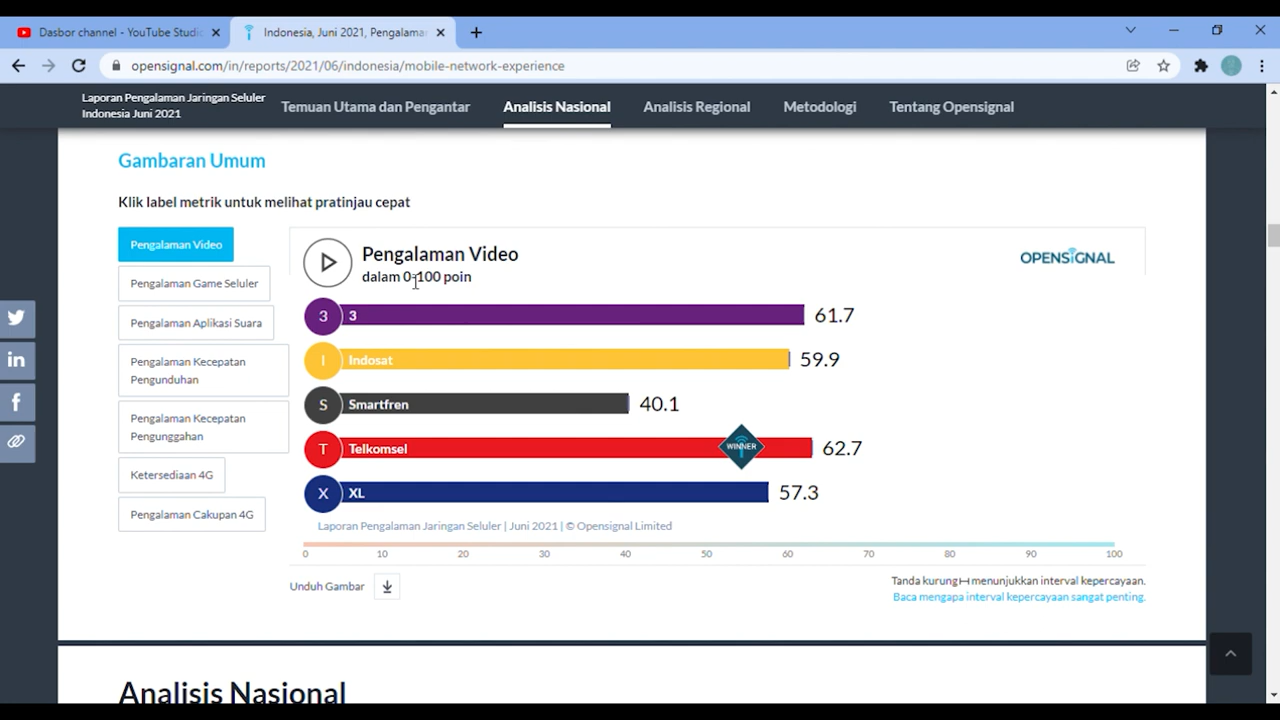 Dasbor channel - YouTube Studio
Indonesia, Juni 2021, Pengalaman
opensignal.com/in/reports/2021/06/indonesia/mobile-network-experience
Laporan Pengalaman Jaringan Seluler
Indonesia Juni 2021
Temuan Utama dan Pengantar
Analisis Nasional
Analisis Regional
Metodologi
Tentang Opensignal
Gambaran Umum
Klik label metrik untuk melihat pratinjau cepat
Pengalaman Video
Pengalaman Game Seluler
Pengalaman Aplikasi Suara
Pengalaman Kecepatan
Pengunduhan
Pengalaman Kecepatan
Pengunggahan
Ketersediaan 4G
Pengalaman Cakupan 4G
Pengalaman Video
dalam 0-100 poin
OPENSIGNAL
3 3 61.7
I Indosat 59.9
S Smartfren 40.1
T Telkomsel WINNER 62.7
X XL 57.3
Laporan Pengalaman Jaringan Seluler | Juni 2021 | © Opensignal Limited
0 10 20 30 40 50 60 70 80 90 100
Unduh Gambar
Tanda kurung menunjukkan interval kepercayaan.
Baca mengapa interval kepercayaan sangat penting.
Analisis Nasional